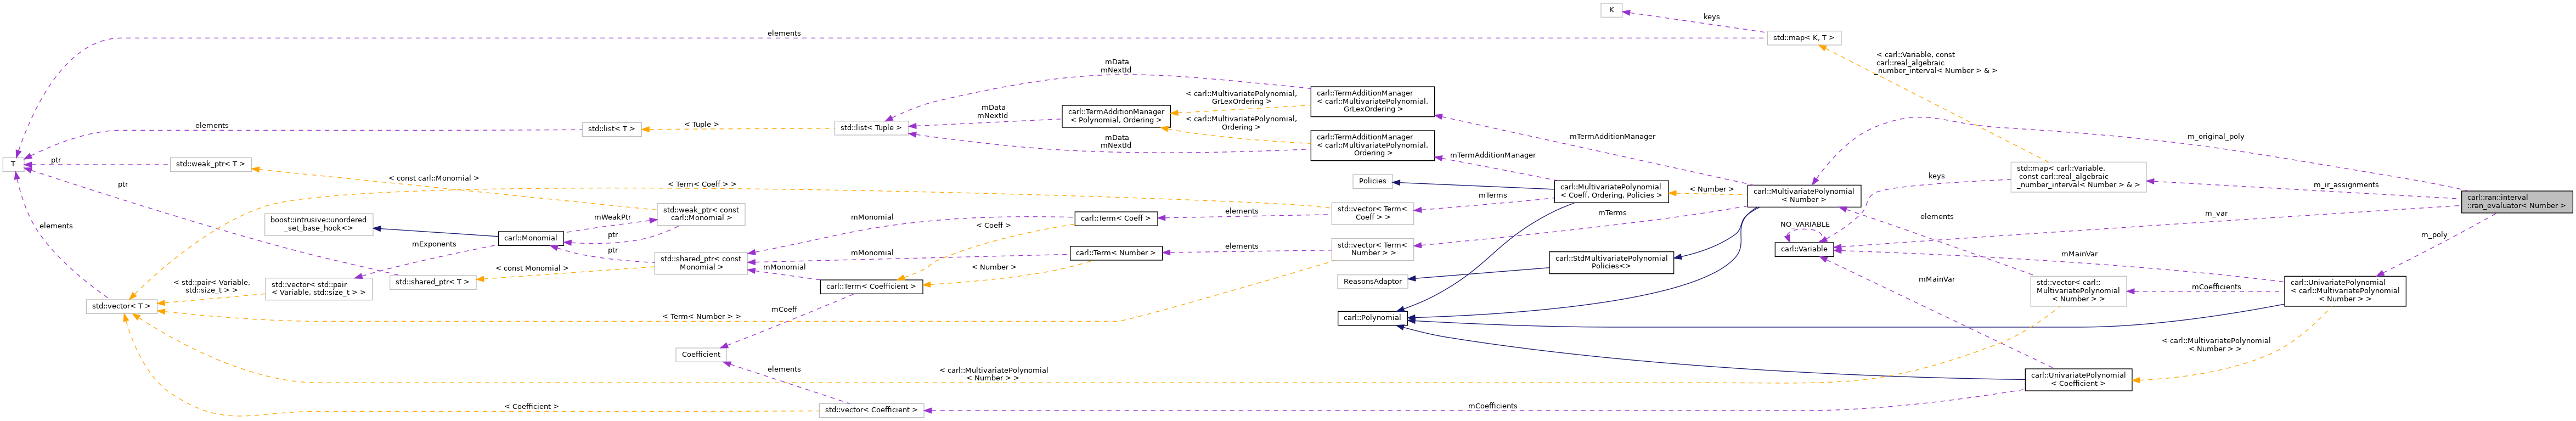 K
keys
std::map< K, T >
elements
< carl::Variable, const
carl::real_algebraic
_number_interval< Number > & >
mData
mNextId
carl::TermAdditionManager
< carl::MultivariatePolynomial,
GrLexOrdering >
< carl::MultivariatePolynomial,
GrLexOrdering >
mData
mNextId
carl::TermAdditionManager
< Polynomial, Ordering >
< carl::MultivariatePolynomial,
Ordering >
elements
std::list< T >
< Tuple >
std::list< Tuple >
mData
mNextId
carl::TermAdditionManager
< carl::MultivariatePolynomial,
Ordering >
mTermAdditionManager
m_original_poly
mTermAdditionManager
T
ptr
std::weak_ptr< T >
< const carl::Monomial >
ptr
< Term< Coeff > >
Policies
carl::MultivariatePolynomial
< Coeff, Ordering, Policies >
< Number >
carl::MultivariatePolynomial
< Number >
keys
std::map< carl::Variable,
const carl::real_algebraic
_number_interval< Number > & >
m_ir_assignments
carl::ran::interval
::ran_evaluator< Number >
mTerms
mTerms
m_var
m_poly
elements
boost::intrusive::unordered
_set_base_hook<>
mWeakPtr
std::weak_ptr< const
carl::Monomial >
ptr
ptr
mExponents
carl::Monomial
mMonomial
carl::Term< Coeff >
elements
std::vector< Term<
Coeff > >
< Coeff >
NO_VARIABLE
carl::Variable
elements
mMainVar
mMonomial
carl::Term< Number >
elements
std::vector< Term<
Number > >
std::shared_ptr< const
Monomial >
mMonomial
< Number >
< const Monomial >
std::shared_ptr< T >
carl::StdMultivariatePolynomial
Policies<>
ReasonsAdaptor
< std::pair< Variable,
std::size_t > >
std::vector< std::pair
< Variable, std::size_t > >
carl::Term< Coefficient >
mMainVar
std::vector< carl::
MultivariatePolynomial
< Number > >
mCoefficients
carl::UnivariatePolynomial
< carl::MultivariatePolynomial
< Number > >
std::vector< T >
< Term< Number > >
mCoeff
carl::Polynomial
< carl::MultivariatePolynomial
< Number > >
Coefficient
elements
< carl::MultivariatePolynomial
< Number > >
carl::UnivariatePolynomial
< Coefficient >
< Coefficient >
std::vector< Coefficient >
mCoefficients